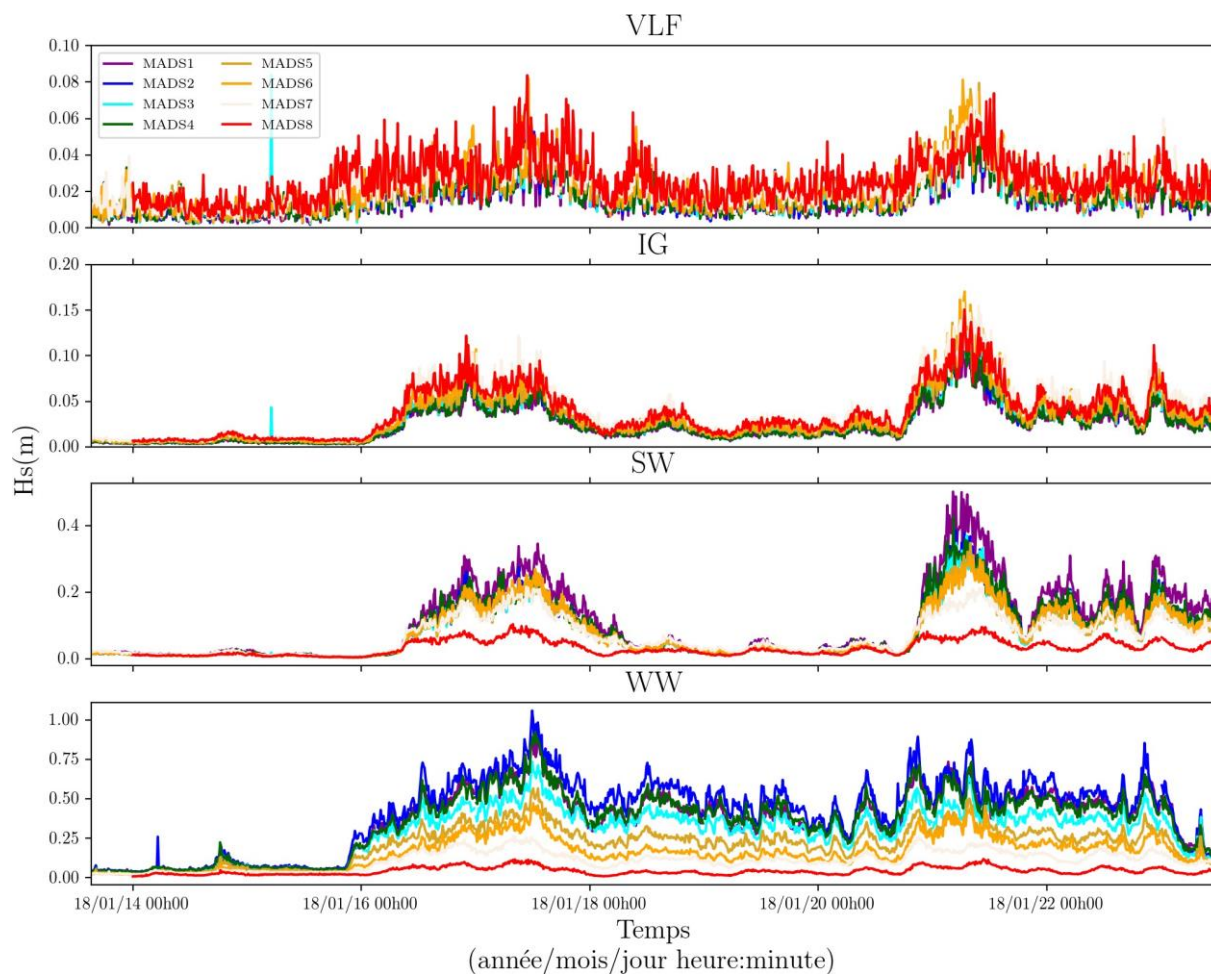 VLF
0.10
0.08
0.06
0.04
0.02
0.00
MADS1
MADS2
MADS3
MADS4
MADS5
MADS6
MADS7
MADS8
IG
0.20
0.15
0.10
0.05
0.00
SW
0.4
0.2
0.0
Hs(m)
WW
1.00
0.75
0.50
0.25
0.00
18/01/14 00h00
18/01/16 00h00
18/01/18 00h00
18/01/20 00h00
18/01/22 00h00
Temps
(année/mois/jour heure:minute)